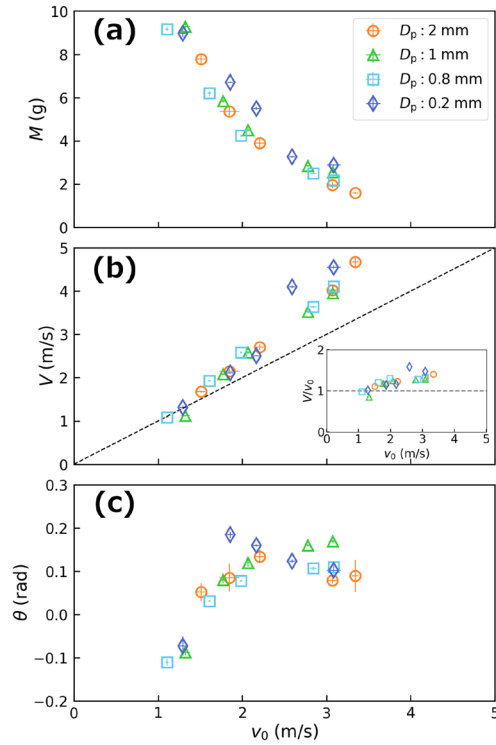 (a)
M (g)
10
8
6
4
2
0
Dp : 2 mm
Dp : 1 mm
Dp : 0.8 mm
Dp : 0.2 mm
(b)
V (m/s)
5
4
3
2
1
0
V/v0
2
1
0
0 1 2 3 4 5
v0 (m/s)
(c)
θ (rad)
0.2
0.1
0.0
−0.1
−0.2
0 1 2 3 4 5
v0 (m/s)